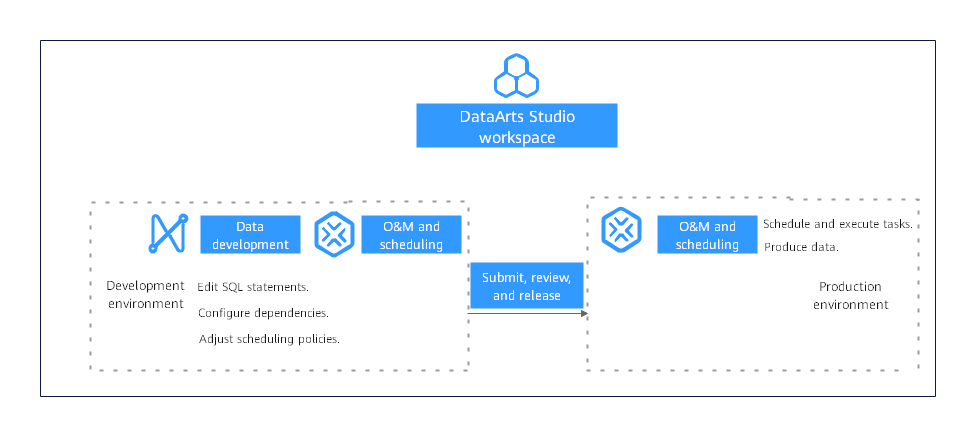 DataArts Studio
workspace
Data
development
O&M and
scheduling
Development
environment
Edit SQL statements.
Configure dependencies.
Adjust scheduling policies.
Submit, review,
and release
O&M and
scheduling
Schedule and execute tasks.
Produce data.
Production
environment